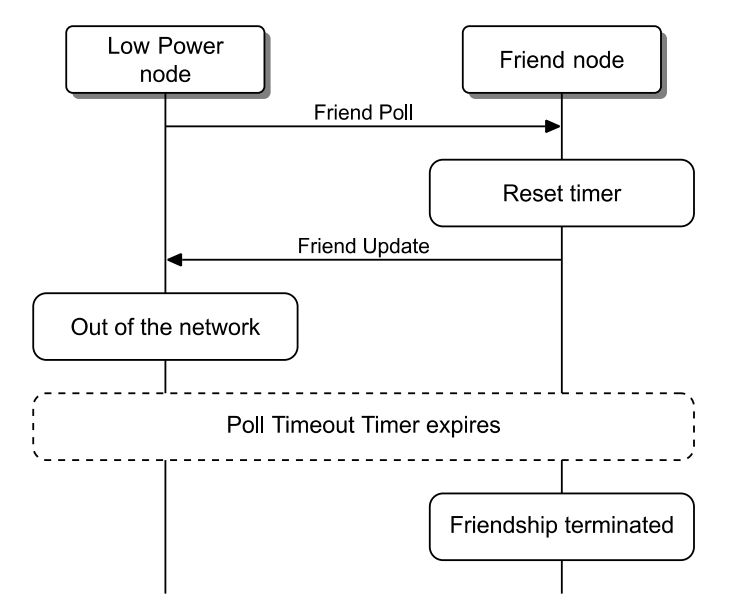 Low Power
node
Friend node
Friend Poll
Reset timer
Friend Update
Out of the network
Poll Timeout Timer expires
Friendship terminated